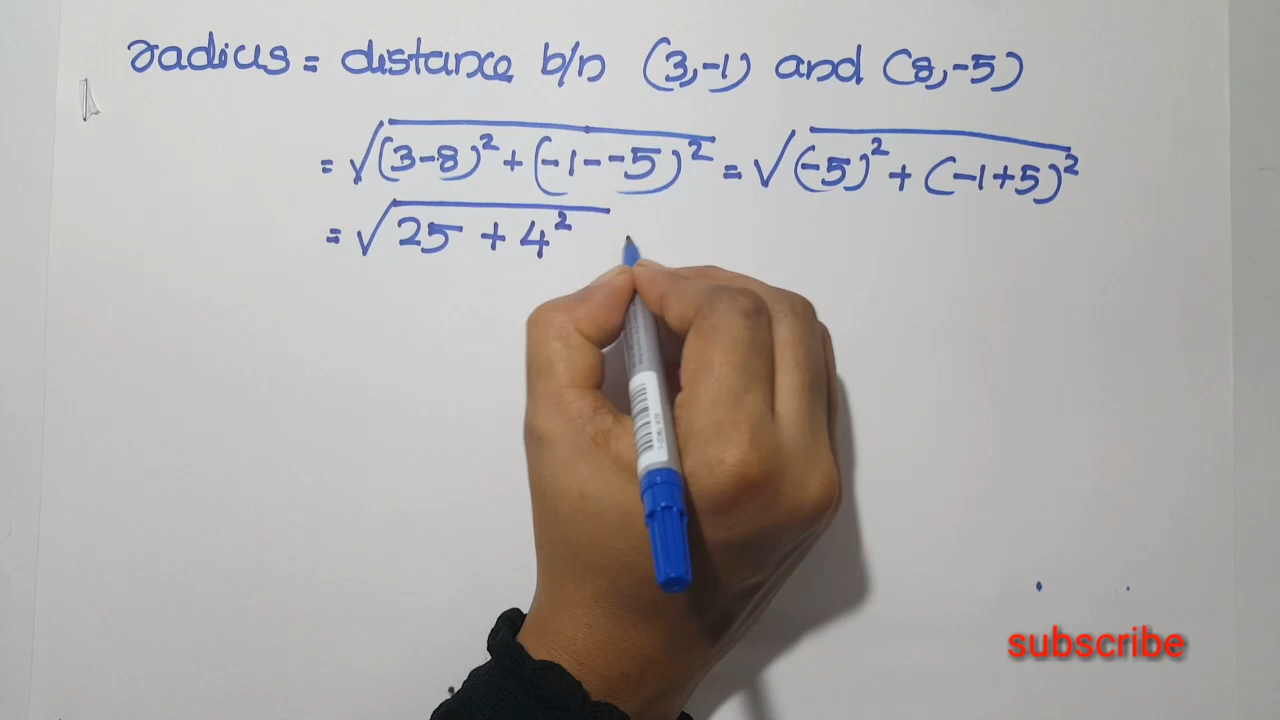 radius = distance b/n (3,-1) and (8,-5)
= √(3-8)² + (-1--5)² = √(-5)² + (-1+5)²
= √25 + 4²
subscribe